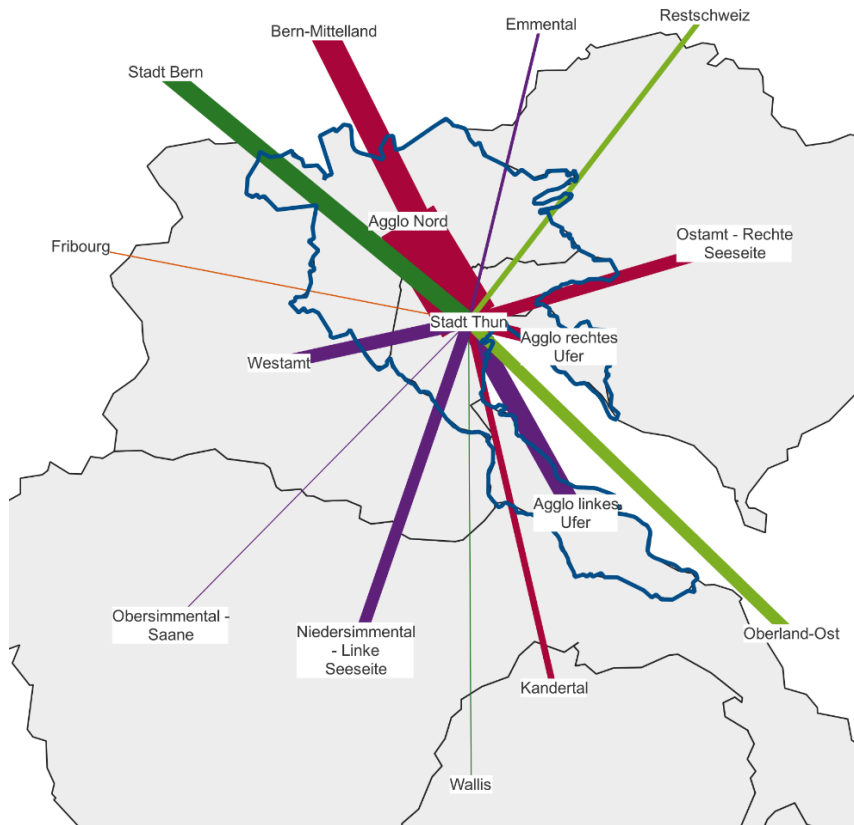 Restschweiz
Emmental
Bern-Mittelland
Stadt Bern
Agglo Nord
Ostamt - Rechte
Seeseite
Fribourg
Stadt Thun
Agglo rechtes
Ufer
Westamt
Agglo linkes
Ufer
Obersimmental -
Saane
Niedersimmental
- Linke
Seeseite
Oberland-Ost
Kandertal
Wallis